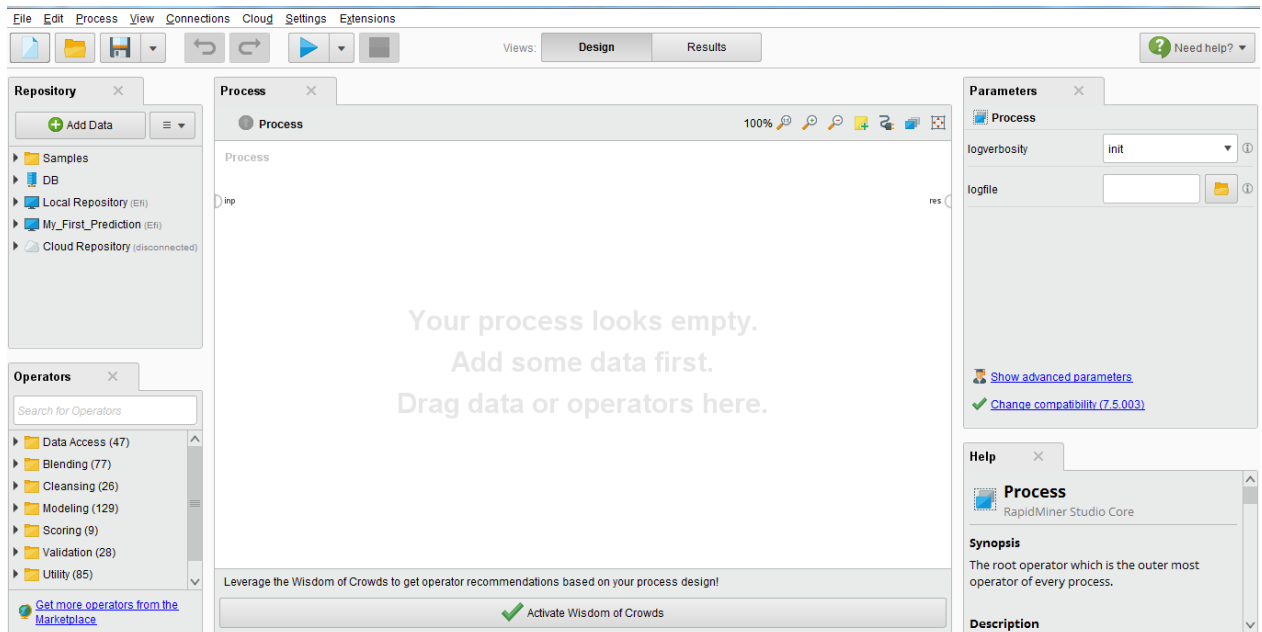 File Edit Process View Connections Cloud Settings Extensions
Views: Design Results Need help?
Repository
Add Data
Samples
DB
Local Repository (Efi)
My_First_Prediction (Efi)
Cloud Repository (disconnected)
Operators
Search for Operators
Data Access (47)
Blending (77)
Cleansing (26)
Modeling (129)
Scoring (9)
Validation (28)
Utility (85)
Get more operators from the
Marketplace
Process
Process
100%
Process
inp
res
Your process looks empty.
Add some data first.
Drag data or operators here.
Leverage the Wisdom of Crowds to get operator recommendations based on your process design!
Activate Wisdom of Crowds
Parameters
Process
logverbosity init
logfile
Show advanced parameters
Change compatibility (7.5.003)
Help
Process
RapidMiner Studio Core
Synopsis
The root operator which is the outer most
operator of every process.
Description